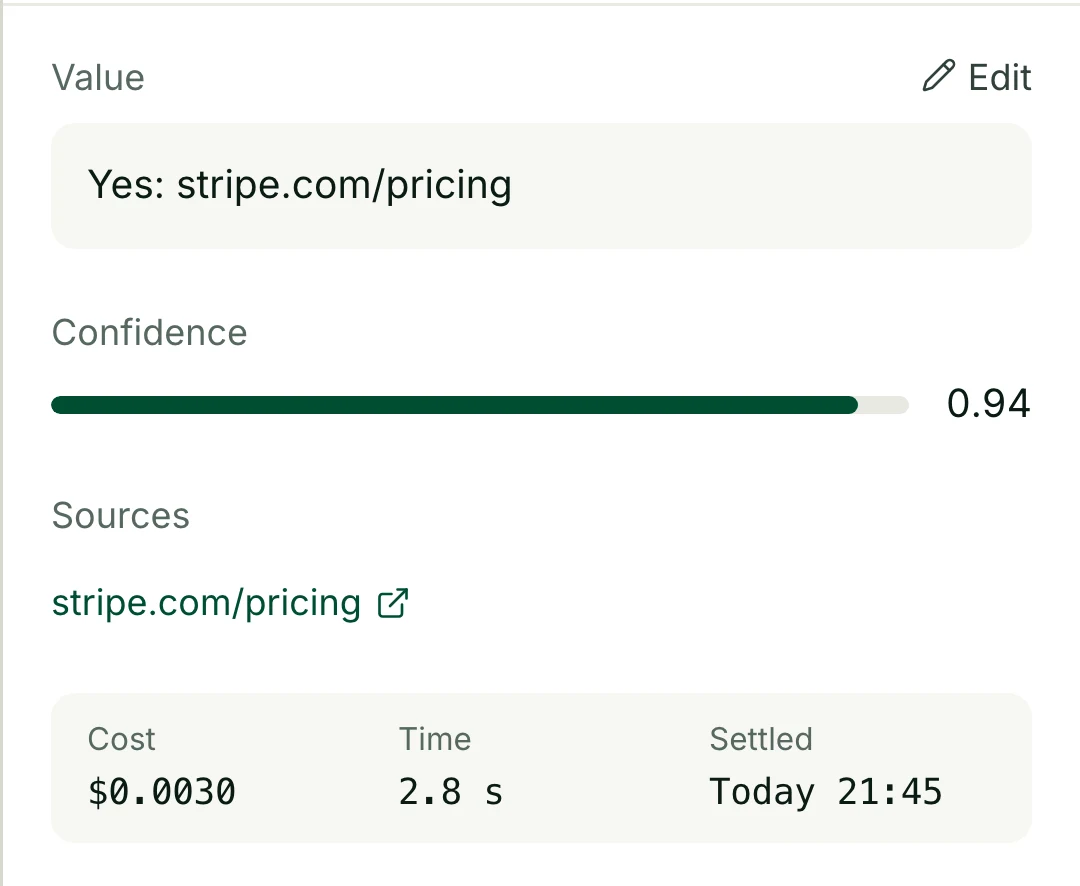 Value
Edit
Yes: stripe.com/pricing
Confidence
0.94
Sources
stripe.com/pricing
Cost Time Settled
$0.0030 2.8 s Today 21:45